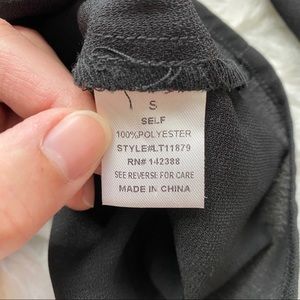 S
SELF
100%POLYESTER
STYLE#LT11879
RN# 142388
SEE REVERSE FOR CARE
MADE IN CHINA